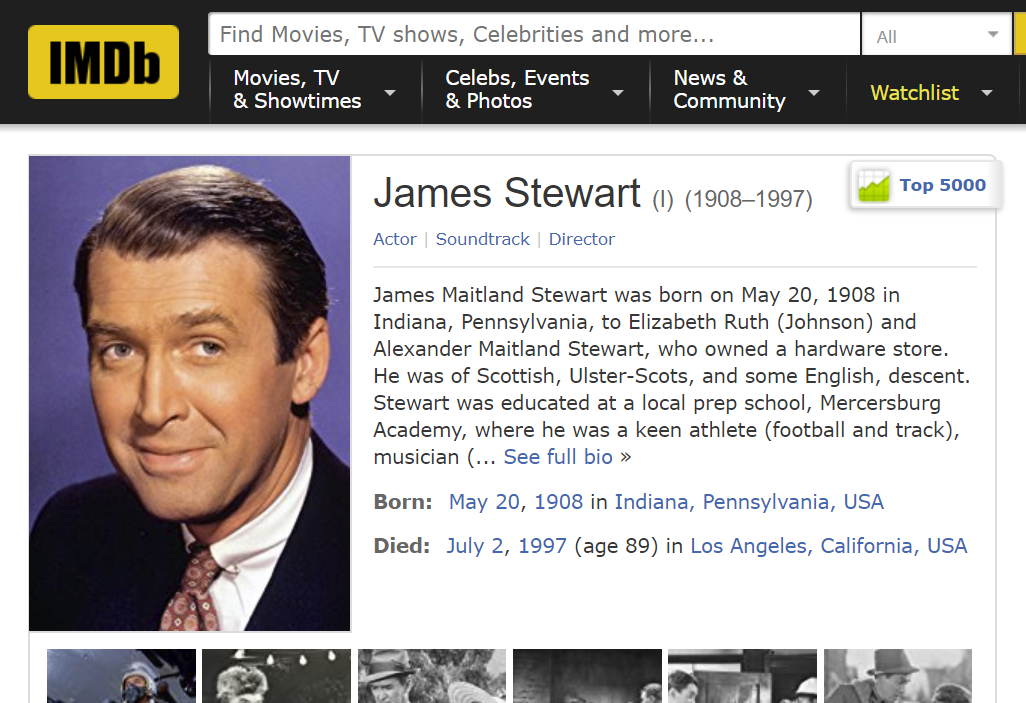 IMDb
Find Movies, TV shows, Celebrities and more...
All
Movies, TV
& Showtimes
Celebs, Events
& Photos
News &
Community
Watchlist
James Stewart (I) (1908–1997)
Top 5000
Actor | Soundtrack | Director
James Maitland Stewart was born on May 20, 1908 in
Indiana, Pennsylvania, to Elizabeth Ruth (Johnson) and
Alexander Maitland Stewart, who owned a hardware store.
He was of Scottish, Ulster-Scots, and some English, descent.
Stewart was educated at a local prep school, Mercersburg
Academy, where he was a keen athlete (football and track),
musician (... See full bio »
Born: May 20, 1908 in Indiana, Pennsylvania, USA
Died: July 2, 1997 (age 89) in Los Angeles, California, USA